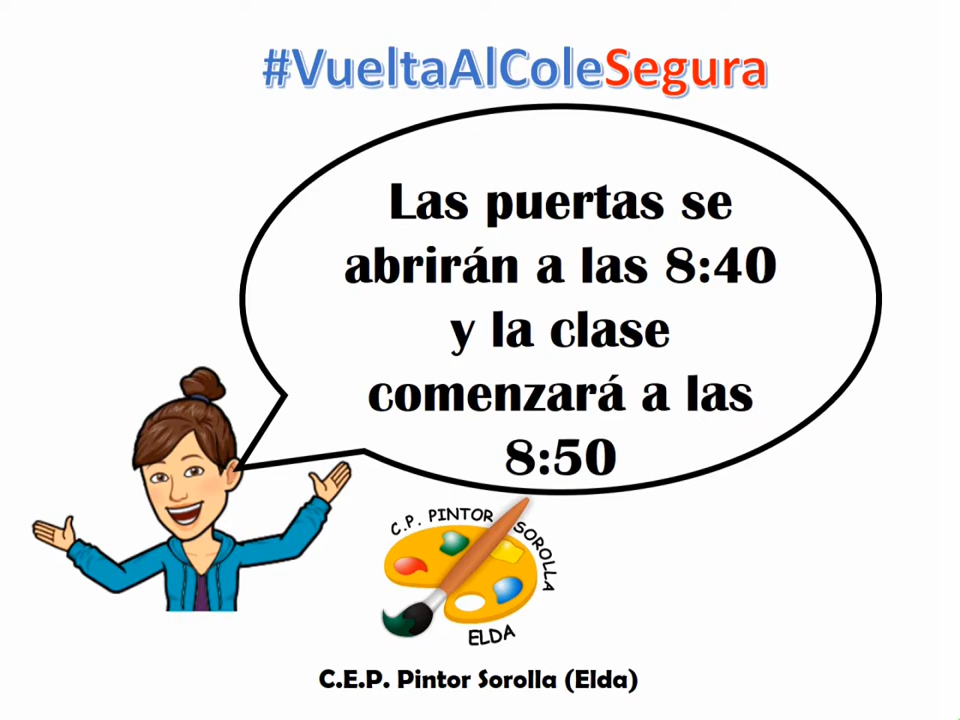 #VueltaAlColeSegura
Las puertas se
abrirán a las 8:40
y la clase
comenzará a las
8:50
C.P. PINTOR SOROLLA
ELDA
C.E.P. Pintor Sorolla (Elda)